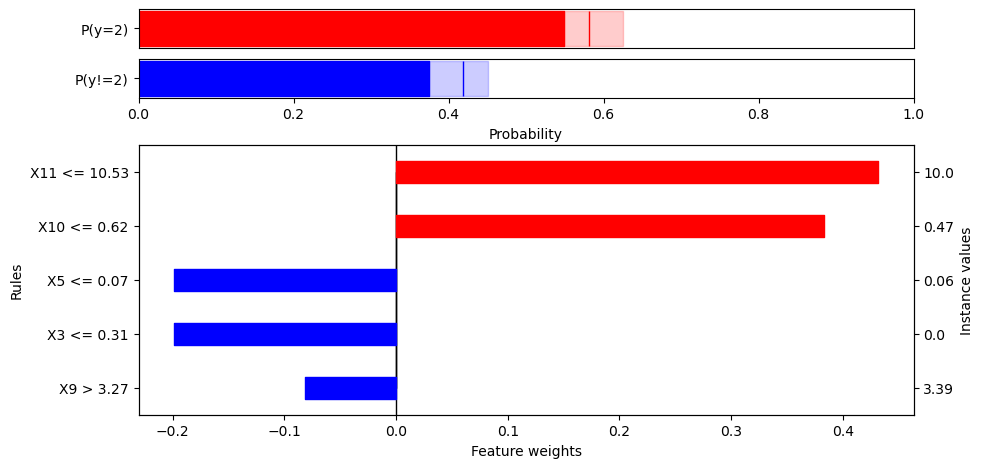 P(y=2)
P(y!=2)
0.0 0.2 0.4 0.6 0.8 1.0
Probability
X11 <= 10.53 10.0
X10 <= 0.62 0.47
X5 <= 0.07 0.06
X3 <= 0.31 0.0
X9 > 3.27 3.39
Rules
Instance values
−0.2 −0.1 0.0 0.1 0.2 0.3 0.4
Feature weights